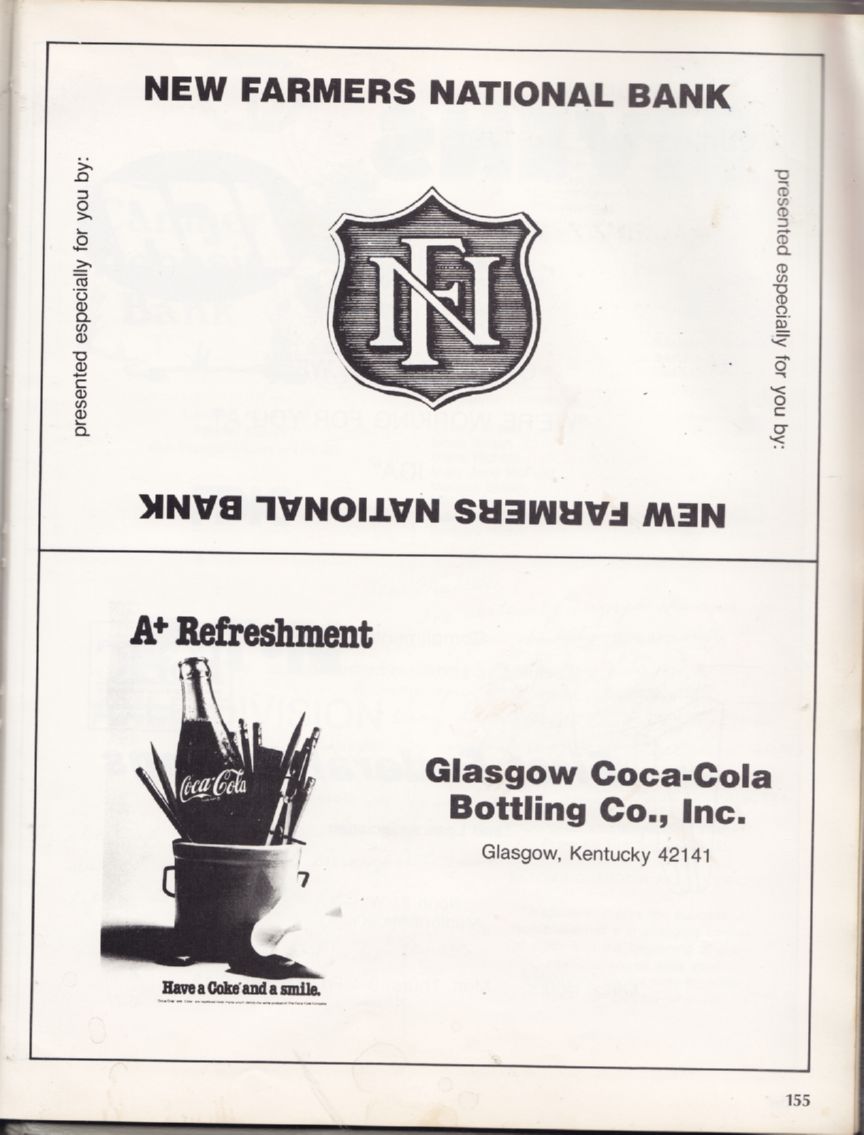 NEW FARMERS NATIONAL BANK
presented especially for you by:
NFN
presented especially for you by:
NEW FARMERS NATIONAL BANK
A+ Refreshment
Coca-Cola
Glasgow Coca-Cola
Bottling Co., Inc.
Glasgow, Kentucky 42141
Have a Coke and a smile.
155